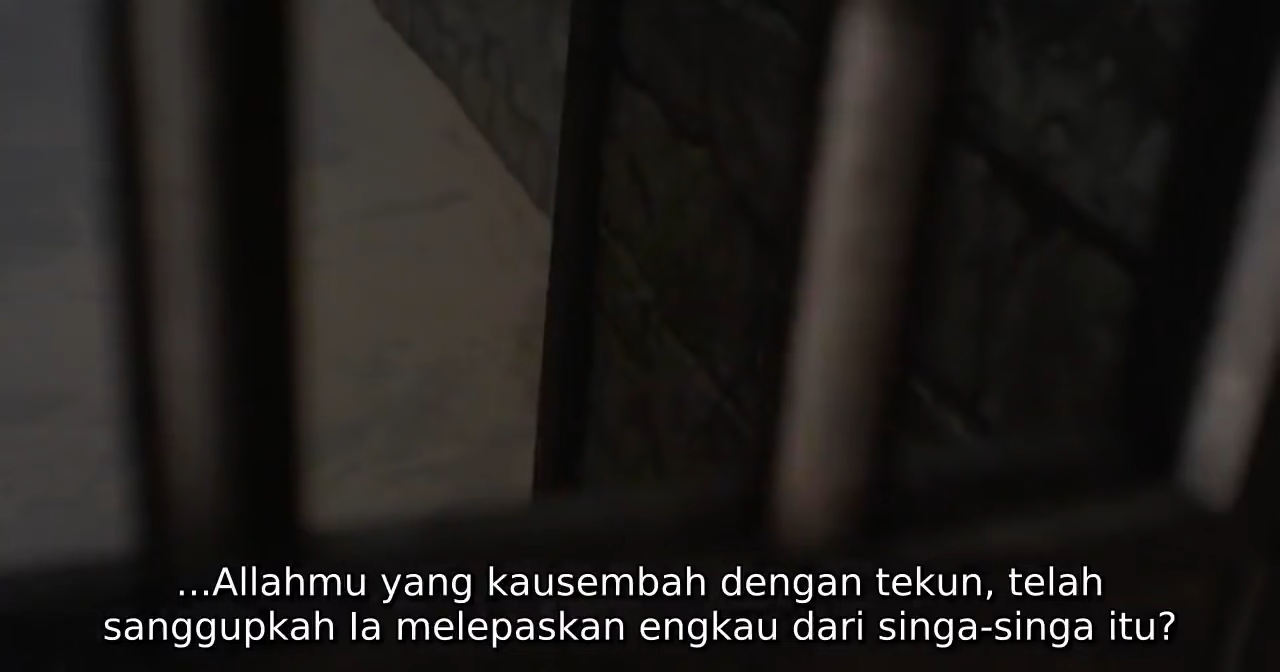 ...Allahmu yang kausembah dengan tekun, telah
sanggupkah Ia melepaskan engkau dari singa-singa itu?